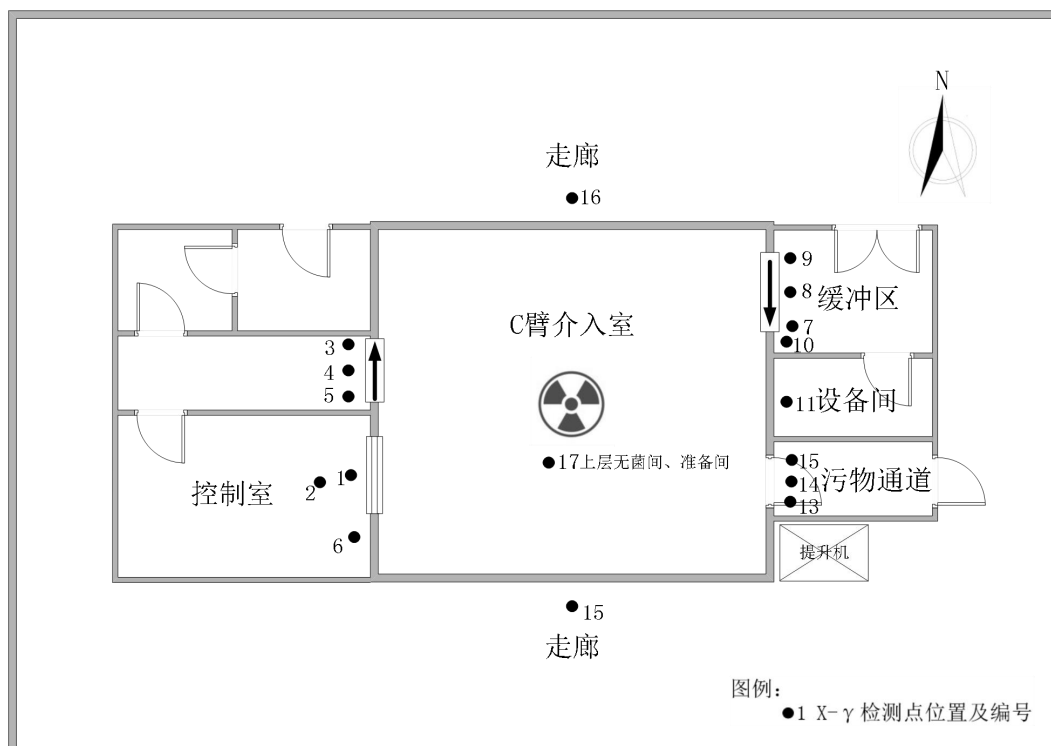 N
走廊
16
9
8
缓冲区
7
10
C臂介入室
3
4
5
11设备间
17上层无菌间、准备间
15
14
污物通道
13
控制室
1
2
6
提升机
15
走廊
图例：
1 X-γ检测点位置及编号